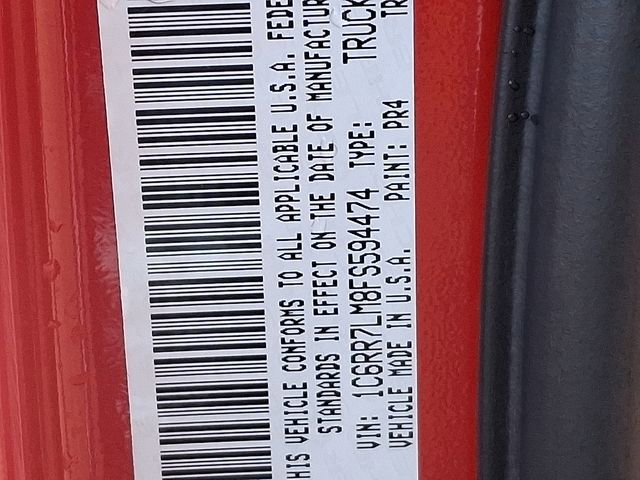 HIS VEHICLE CONFORMS TO ALL APPLICABLE U.S.A. FEDE
STANDARDS IN EFFECT ON THE DATE OF MANUFACTUR
VIN: 1C6RR7LM8FS594474 TYPE: TRUCK
VEHICLE MADE IN U.S.A. PAINT: PR4 TR